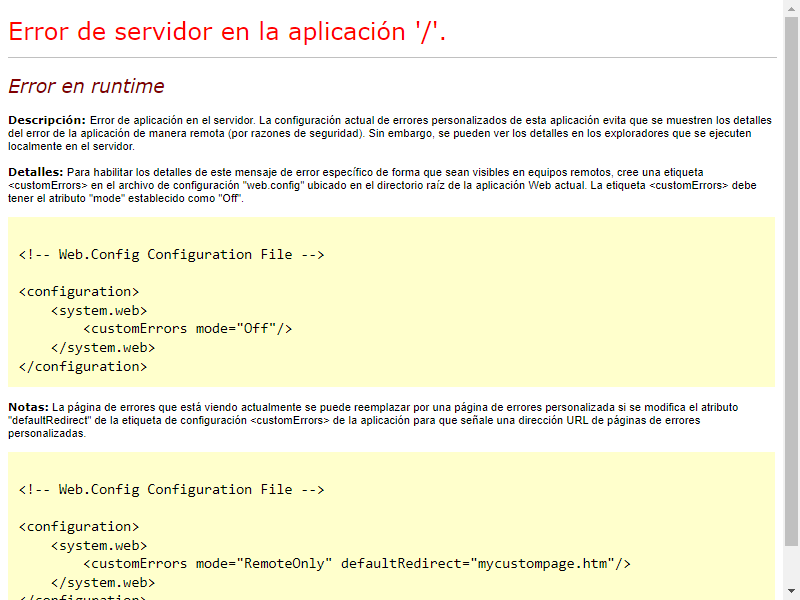 Error de servidor en la aplicación '/'.
Error en runtime
Descripción: Error de aplicación en el servidor. La configuración actual de errores personalizados de esta aplicación evita que se muestren los detalles
del error de la aplicación de manera remota (por razones de seguridad). Sin embargo, se pueden ver los detalles en los exploradores que se ejecuten
localmente en el servidor.
Detalles: Para habilitar los detalles de este mensaje de error específico de forma que sean visibles en equipos remotos, cree una etiqueta
<customErrors> en el archivo de configuración "web.config" ubicado en el directorio raíz de la aplicación Web actual. La etiqueta <customErrors> debe
tener el atributo "mode" establecido como "Off".
<!-- Web.Config Configuration File -->
<configuration>
    <system.web>
        <customErrors mode="Off"/>
    </system.web>
</configuration>
Notas: La página de errores que está viendo actualmente se puede reemplazar por una página de errores personalizada si se modifica el atributo
"defaultRedirect" de la etiqueta de configuración <customErrors> de la aplicación para que señale una dirección URL de páginas de errores
personalizadas.
<!-- Web.Config Configuration File -->
<configuration>
    <system.web>
        <customErrors mode="RemoteOnly" defaultRedirect="mycustompage.htm"/>
    </system.web>
</configuration>